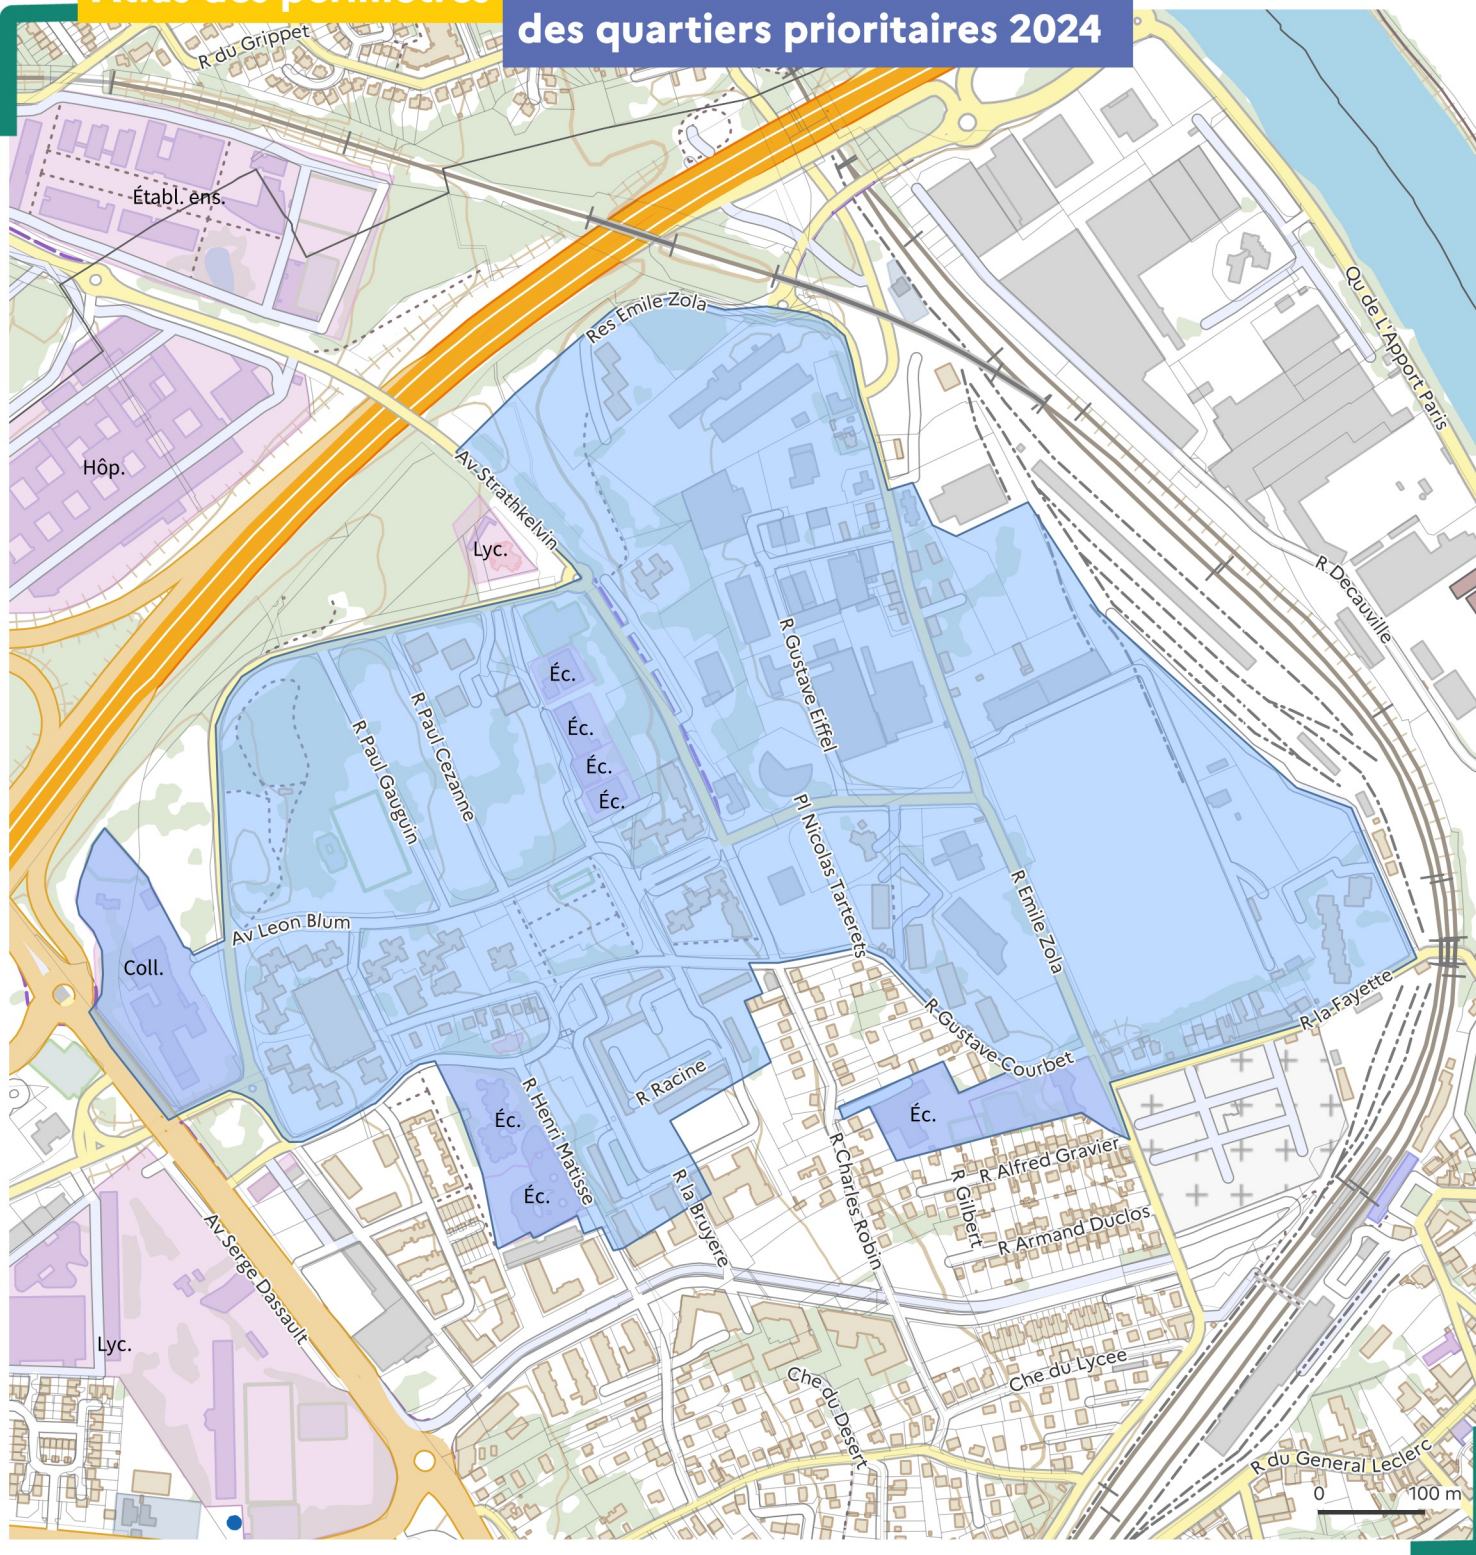 Atlas des périmètres
des quartiers prioritaires 2024
R du Grippet
Établ. ens.
Hôp.
Res Emile Zola
Av Strathkelvin
Lyc.
Qu de L'Apport Paris
R Decauville
Éc.
Éc.
Éc.
Éc.
R Gustave Eiffel
R Paul Cezanne
R Paul Gauguin
Pl Nicolas Tarterets
R Emile Zola
Av Leon Blum
Coll.
R la Fayette
R Gustave Courbet
R Racine
R Henri Matisse
Éc.
Éc.
Éc.
R Alfred Gravier
R Gilbert
R Armand Duclos
R Charles Robin
R la Bruyere
Av Serge Dassault
Lyc.
Che du Lycee
Che du Desert
R du General Leclerc
0 100 m